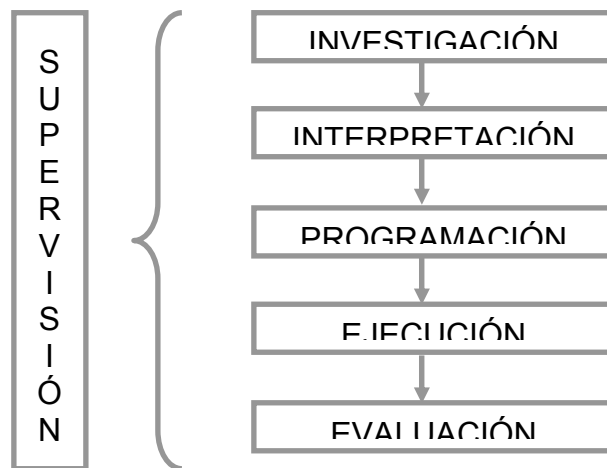 SUPERVISIÓN
INVESTIGACIÓN
INTERPRETACIÓN
PROGRAMACIÓN
EJECUCIÓN
EVALUACIÓN